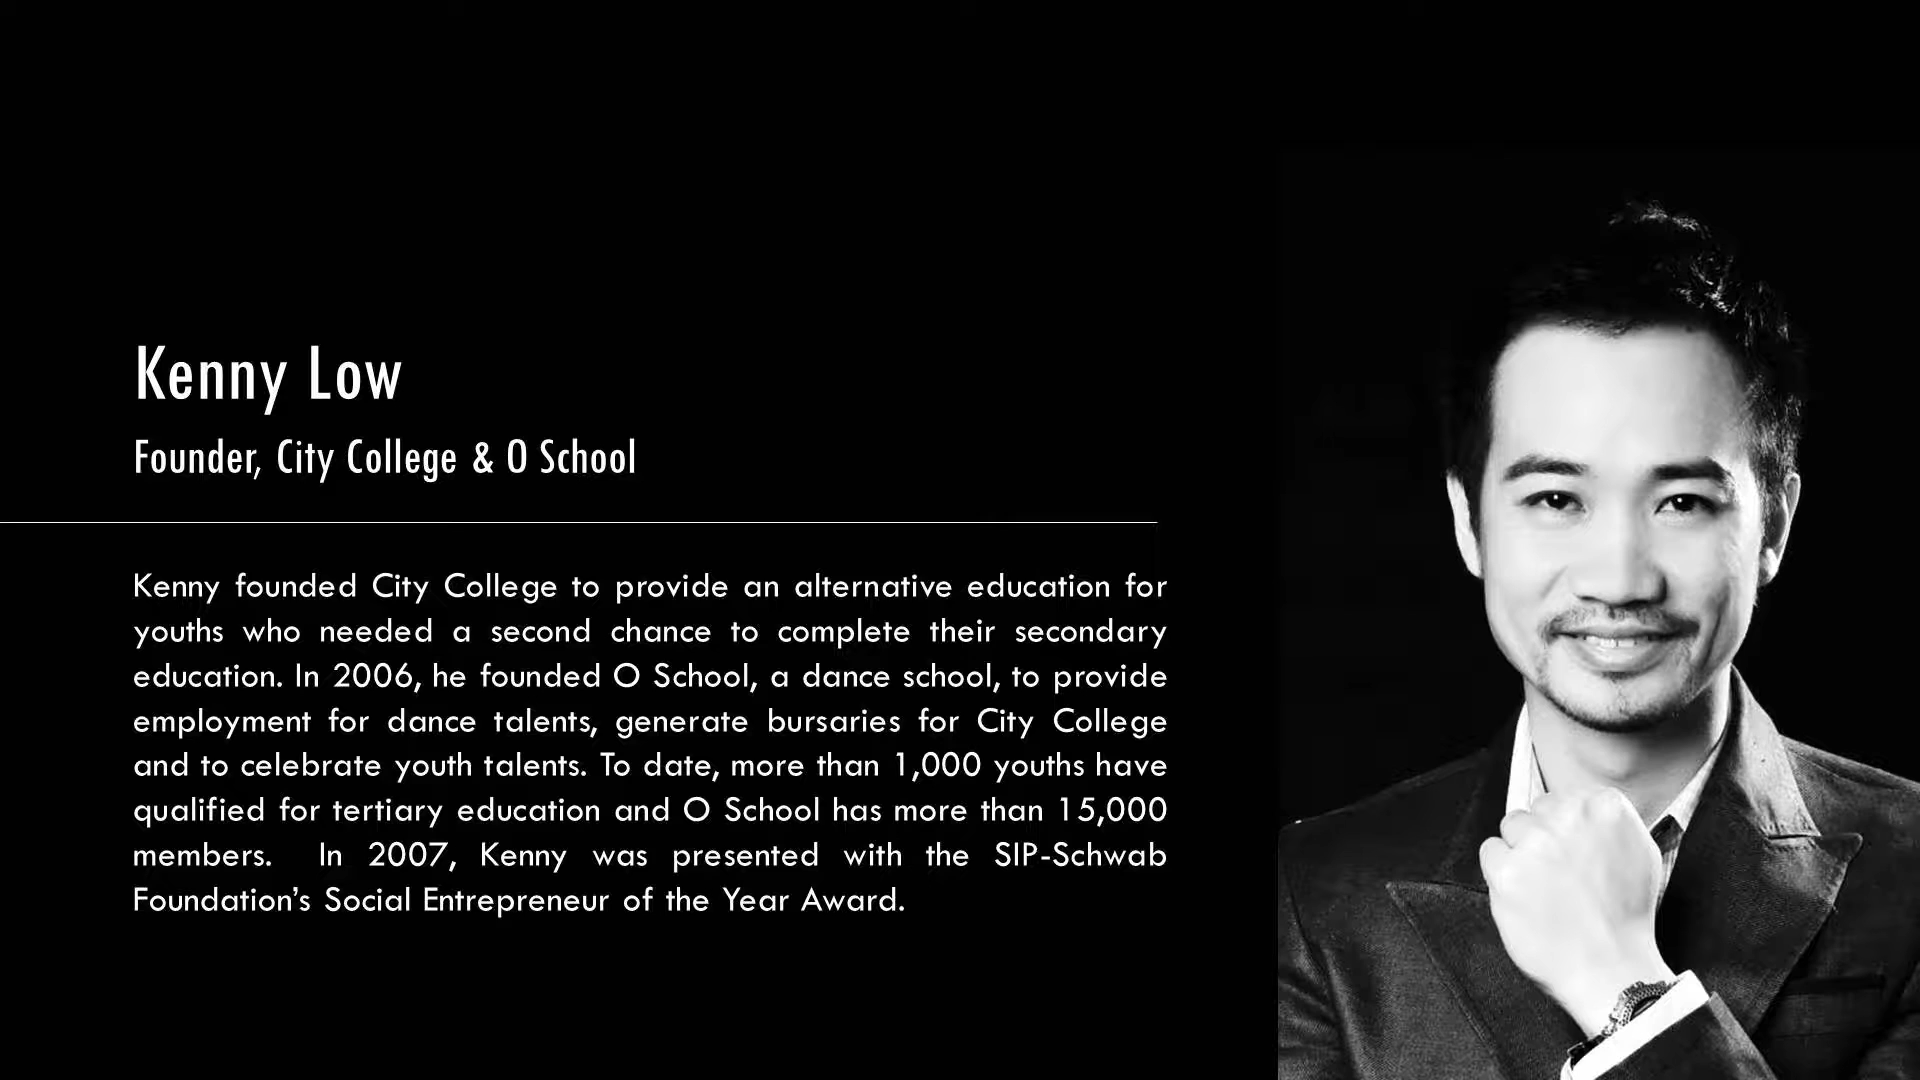 Kenny Low
Founder, City College & O School
Kenny founded City College to provide an alternative education for
youths who needed a second chance to complete their secondary
education. In 2006, he founded O School, a dance school, to provide
employment for dance talents, generate bursaries for City College
and to celebrate youth talents. To date, more than 1,000 youths have
qualified for tertiary education and O School has more than 15,000
members.  In 2007, Kenny was presented with the SIP-Schwab
Foundation’s Social Entrepreneur of the Year Award.